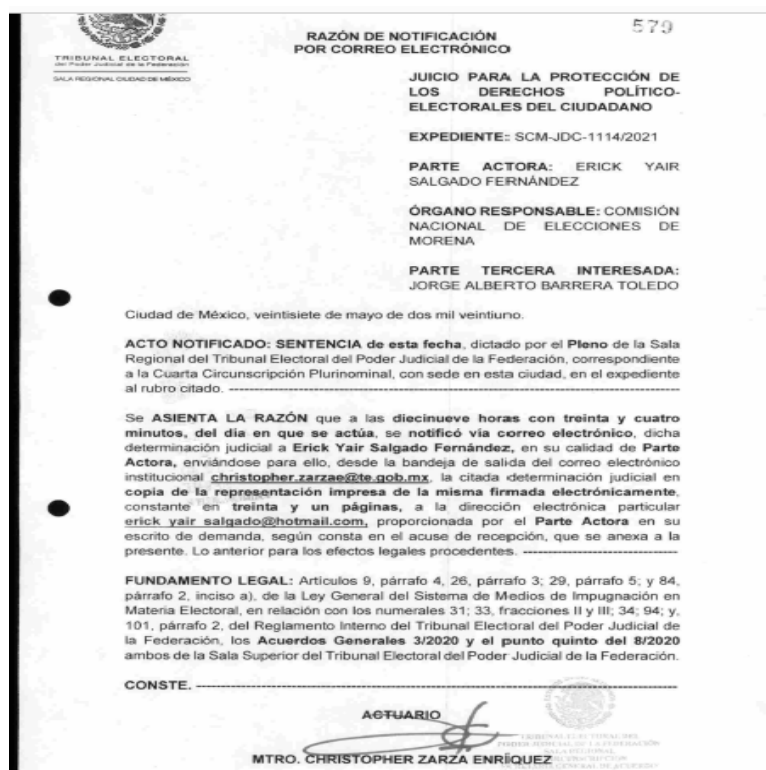 579
RAZÓN DE NOTIFICACIÓN
POR CORREO ELECTRÓNICO
TRIBUNAL ELECTORAL
del Poder Judicial de la Federación
SALA REGIONAL CIUDAD DE MÉXICO
JUICIO PARA LA PROTECCIÓN DE
LOS DERECHOS POLÍTICO-
ELECTORALES DEL CIUDADANO
EXPEDIENTE: SCM-JDC-1114/2021
PARTE ACTORA: ERICK YAIR
SALGADO FERNÁNDEZ
ÓRGANO RESPONSABLE: COMISIÓN
NACIONAL DE ELECCIONES DE
MORENA
PARTE TERCERA INTERESADA:
JORGE ALBERTO BARRERA TOLEDO
Ciudad de México, veintisiete de mayo de dos mil veintiuno.
ACTO NOTIFICADO: SENTENCIA de esta fecha, dictado por el Pleno de la Sala
Regional del Tribunal Electoral del Poder Judicial de la Federación, correspondiente
a la Cuarta Circunscripción Plurinominal, con sede en esta ciudad, en el expediente
al rubro citado. ------------------------------------------------
Se ASIENTA LA RAZÓN que a las diecinueve horas con treinta y cuatro
minutos, del día en que se actúa, se notificó vía correo electrónico, dicha
determinación judicial a Erick Yair Salgado Fernández, en su calidad de Parte
Actora, enviándose para ello, desde la bandeja de salida del correo electrónico
institucional christopher.zarzae@te.gob.mx, la citada determinación judicial en
copia de la representación impresa de la misma firmada electrónicamente,
constante en treinta y un páginas, a la dirección electrónica particular
erick_yair_salgado@hotmail.com, proporcionada por el Parte Actora en su
escrito de demanda, según consta en el acuse de recepción, que se anexa a la
presente. Lo anterior para los efectos legales procedentes. ----------------
FUNDAMENTO LEGAL: Artículos 9, párrafo 4, 26, párrafo 3; 29, párrafo 5; y 84,
párrafo 2, inciso a), de la Ley General del Sistema de Medios de Impugnación en
Materia Electoral, en relación con los numerales 31; 33, fracciones II y III; 34; 94; y,
101, párrafo 2, del Reglamento Interno del Tribunal Electoral del Poder Judicial de
la Federación, los Acuerdos Generales 3/2020 y el punto quinto del 8/2020
ambos de la Sala Superior del Tribunal Electoral del Poder Judicial de la Federación.
CONSTE. ------------------------------------------------
ACTUARIO
TRIBUNAL ELECTORAL DEL
PODER JUDICIAL DE LA FEDERACIÓN
SALA REGIONAL
MTRO. CHRISTOPHER ZARZA ENRÍQUEZ